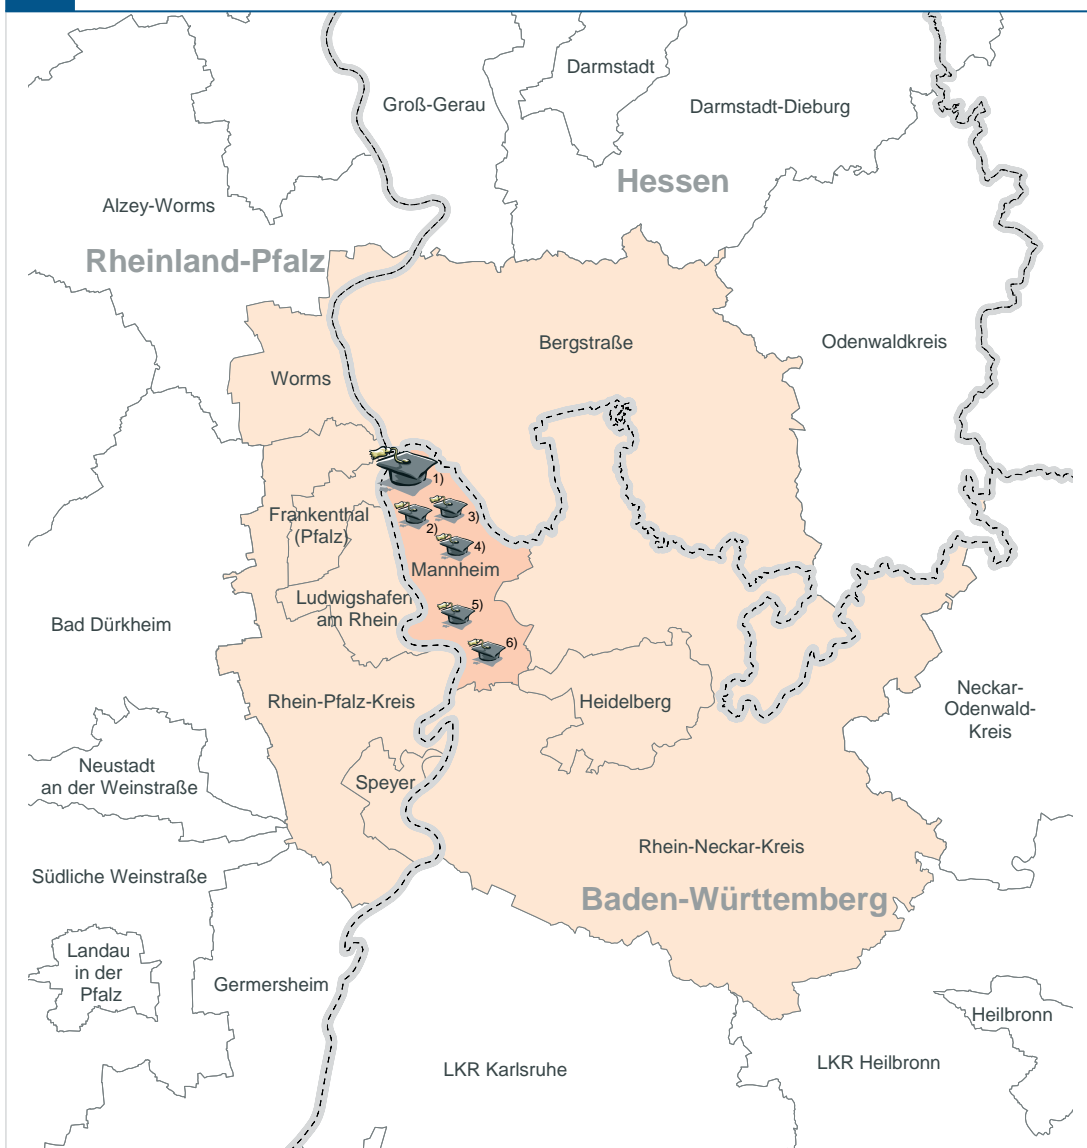 Darmstadt
Groß-Gerau
Darmstadt-Dieburg
Hessen
Alzey-Worms
Rheinland-Pfalz
Bergstraße
Odenwaldkreis
Worms
1)
Frankenthal
(Pfalz)
2)
3)
4)
Mannheim
Ludwigshafen
am Rhein
5)
Bad Dürkheim
6)
Rhein-Pfalz-Kreis
Heidelberg
Neckar-
Odenwald-
Kreis
Neustadt
an der Weinstraße
Speyer
Rhein-Neckar-Kreis
Südliche Weinstraße
Baden-Württemberg
Landau
in der
Pfalz
Germersheim
Heilbronn
LKR Karlsruhe
LKR Heilbronn